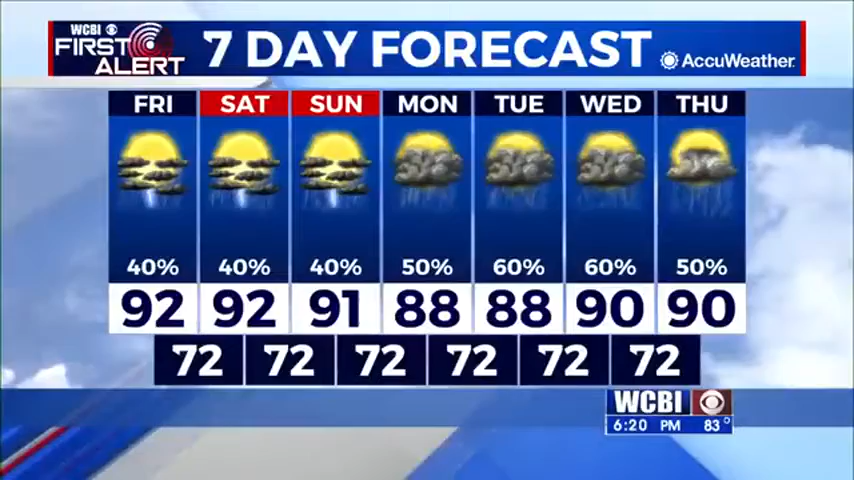 WCBI
FIRST
ALERT
7 DAY FORECAST
AccuWeather
FRI SAT SUN MON TUE WED THU
40% 40% 40% 50% 60% 60% 50%
92 92 91 88 88 90 90
72 72 72 72 72 72
WCBI
6:20 PM 83°